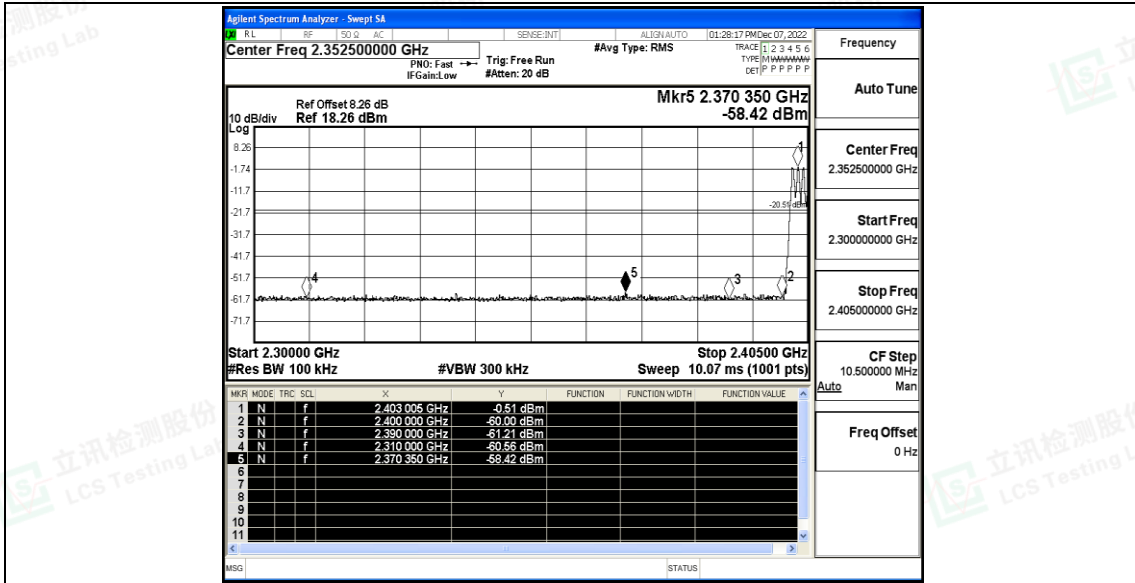 Agilent Spectrum Analyzer - Swept SA
LXI RL RF 50 Ω AC SENSE:INT ALIGN AUTO 01:28:17 PM Dec 07, 2022
Center Freq 2.352500000 GHz
PNO: Fast
IFGain:Low
Trig: Free Run
#Atten: 20 dB
#Avg Type: RMS
TRACE 1 2 3 4 5 6
TYPE M WWWWW
DET P P P P P P
Mkr5 2.370 350 GHz
-58.42 dBm
Ref Offset 8.26 dB
10 dB/div Ref 18.26 dBm
Log
8.26
-1.74
-11.7
-21.7
-31.7
-41.7
-51.7
-61.7
-71.7
1
-20.51 dBm
4
5
3
2
Start 2.30000 GHz Stop 2.40500 GHz
#Res BW 100 kHz #VBW 300 kHz Sweep 10.07 ms (1001 pts)
MKR MODE TRC SCL X Y FUNCTION FUNCTION WIDTH FUNCTION VALUE
1 N f 2.403 005 GHz -0.51 dBm
2 N f 2.400 000 GHz -60.00 dBm
3 N f 2.390 000 GHz -61.21 dBm
4 N f 2.310 000 GHz -60.56 dBm
5 N f 2.370 350 GHz -58.42 dBm
6
7
8
9
10
11
MSG STATUS
Frequency
Auto Tune
Center Freq
2.352500000 GHz
Start Freq
2.300000000 GHz
Stop Freq
2.405000000 GHz
CF Step
10.500000 MHz
Auto Man
Freq Offset
0 Hz
立讯检测股份
LCS Testing Lab
立讯检测股份
LCS Testing L